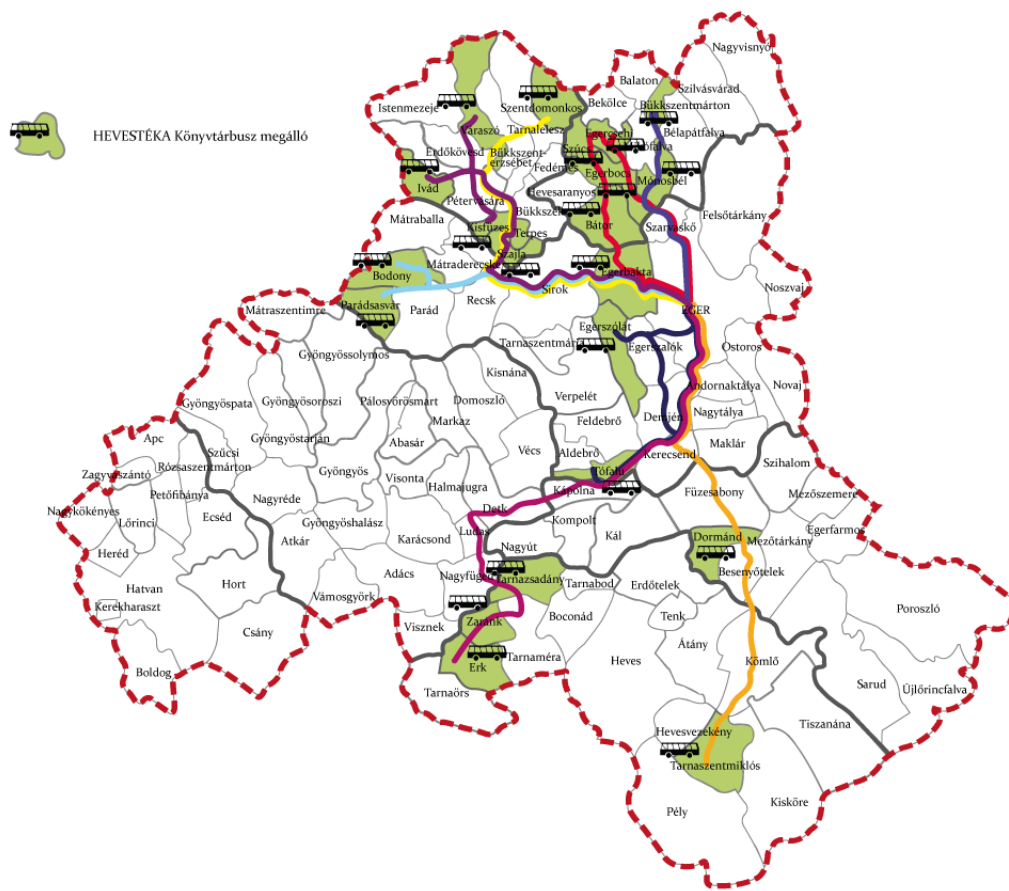 HEVESTÉKA Könyvtárbusz megálló
Nagyvisnyó
Balaton
Szilvásvárad
Bekölce
Bükkszentmárton
Istenmezeje
Szentdomonkos
Váraszó
Tarnalelesz
Egercsehi
Bélapátfalva
Erdőkövesd
Bükkszent-
erzsébet
Szúcs
Fedémes
Egerbocs
Mónosbél
Ivád
Hevesaranyos
Pétervására
Felsőtárkány
Mátraballa
Kisfüzes
Bátor
Szarvaskő
Terpes
Szajla
Mátraderecske
Egerbakta
Bodony
Noszvaj
Sirok
Parádsasvár
Parád
Recsk
EGER
Mátraszentimre
Egerszólát
Tarnaszentmária
Egerszalók
Ostoros
Gyöngyössolymos
Kisnána
Andornaktálya
Novaj
Gyöngyöspata
Gyöngyösoroszi
Pálosvörösmart
Domoszló
Verpelét
Nagytálya
Markaz
Feldebrő
Demjén
Gyöngyöstarján
Abasár
Maklár
Apc
Szűcsi
Vécs
Aldebrő
Kerecsend
Szihalom
Rózsaszentmárton
Zagyvaszántó
Gyöngyös
Visonta
Tófalu
Petőfibánya
Halmajugra
Kápolna
Füzesabony
Mezőszemere
Nagykökényes
Nagyréde
Lőrinci
Ecséd
Detk
Gyöngyöshalász
Kompolt
Ludas
Kál
Egerfarmos
Atkár
Karácsond
Dormánd
Mezőtárkány
Heréd
Nagyút
Besenyőtelek
Hort
Adács
Nagyfüged
Tarnazsadány
Tarnabod
Erdőtelek
Hatvan
Vámosgyörk
Kerekharaszt
Poroszló
Zaránk
Boconád
Tenk
Visznek
Csány
Átány
Tarnaméra
Heves
Erk
Kömlő
Boldog
Sarud
Tarnaörs
Újlőrincfalva
Tiszanána
Hevesvezekény
Tarnaszentmiklós
Pély
Kisköre